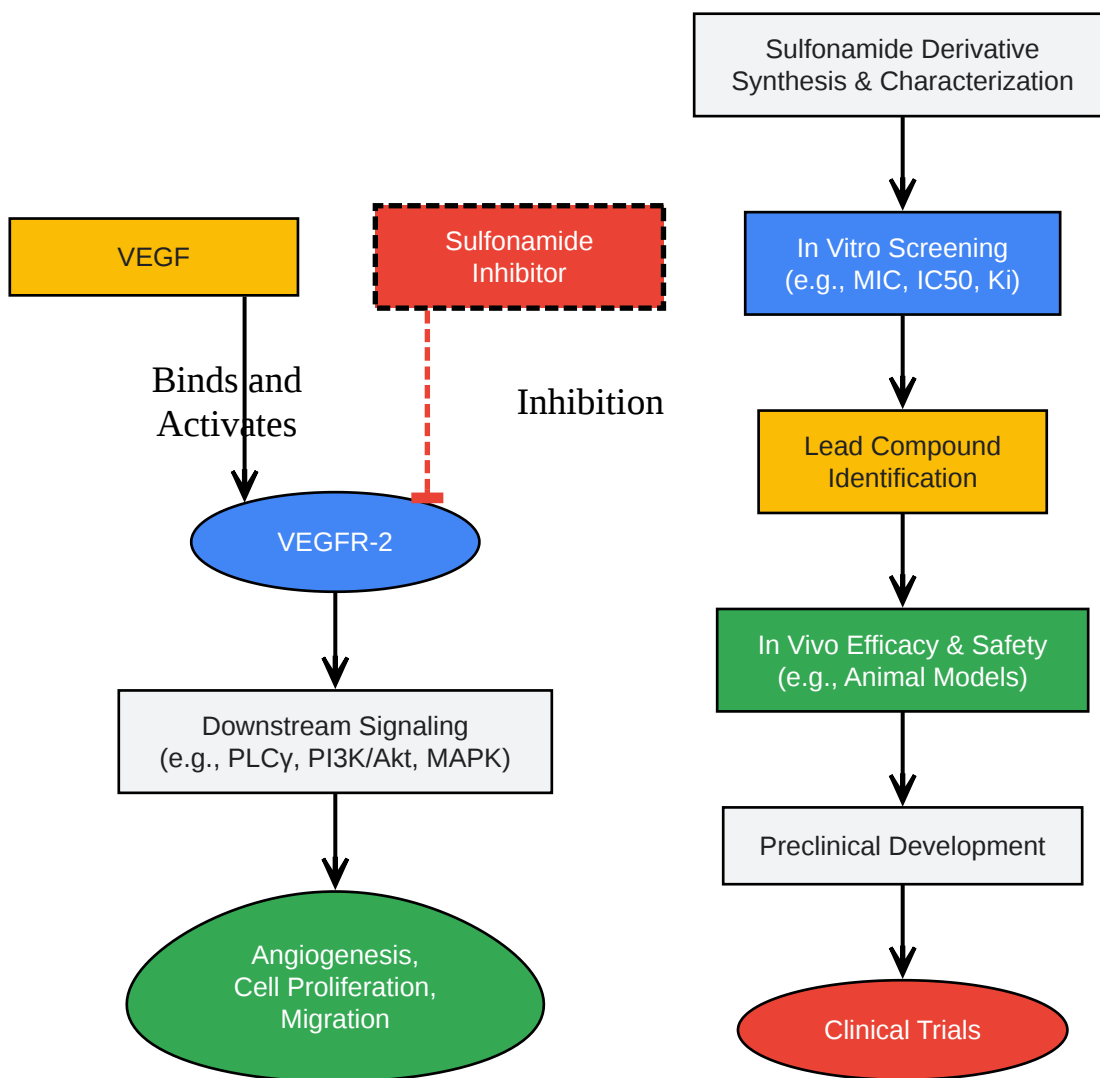 VEGF
Sulfonamide
Inhibitor
Binds and
Activates
Inhibition
VEGFR-2
Downstream Signaling
(e.g., PLCγ, PI3K/Akt, MAPK)
Angiogenesis,
Cell Proliferation,
Migration
Sulfonamide Derivative
Synthesis & Characterization
In Vitro Screening
(e.g., MIC, IC50, Ki)
Lead Compound
Identification
In Vivo Efficacy & Safety
(e.g., Animal Models)
Preclinical Development
Clinical Trials